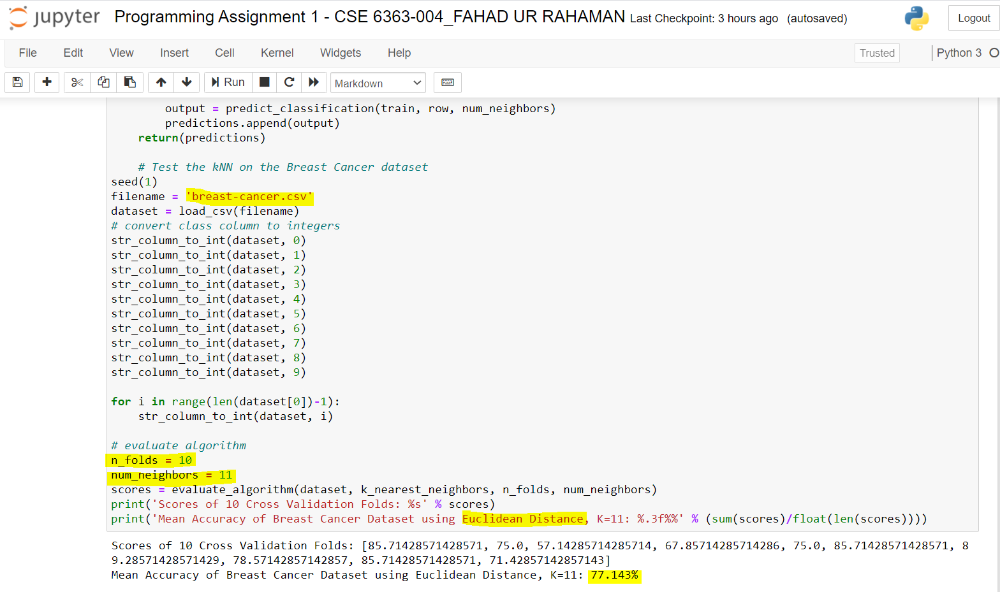 jupyter Programming Assignment 1 - CSE 6363-004_FAHAD UR RAHAMAN Last Checkpoint: 3 hours ago (autosaved) Logout
File Edit View Insert Cell Kernel Widgets Help Trusted Python 3
Run Markdown
        output = predict_classification(train, row, num_neighbors)
        predictions.append(output)
    return(predictions)
    # Test the kNN on the Breast Cancer dataset
seed(1)
filename = 'breast-cancer.csv'
dataset = load_csv(filename)
# convert class column to integers
str_column_to_int(dataset, 0)
str_column_to_int(dataset, 1)
str_column_to_int(dataset, 2)
str_column_to_int(dataset, 3)
str_column_to_int(dataset, 4)
str_column_to_int(dataset, 5)
str_column_to_int(dataset, 6)
str_column_to_int(dataset, 7)
str_column_to_int(dataset, 8)
str_column_to_int(dataset, 9)
for i in range(len(dataset[0])-1):
    str_column_to_int(dataset, i)
# evaluate algorithm
n_folds = 10
num_neighbors = 11
scores = evaluate_algorithm(dataset, k_nearest_neighbors, n_folds, num_neighbors)
print('Scores of 10 Cross Validation Folds: %s' % scores)
print('Mean Accuracy of Breast Cancer Dataset using Euclidean Distance, K=11: %.3f%%' % (sum(scores)/float(len(scores))))
Scores of 10 Cross Validation Folds: [85.71428571428571, 75.0, 57.14285714285714, 67.85714285714286, 75.0, 85.71428571428571, 8
9.28571428571429, 78.57142857142857, 85.71428571428571, 71.42857142857143]
Mean Accuracy of Breast Cancer Dataset using Euclidean Distance, K=11: 77.143%